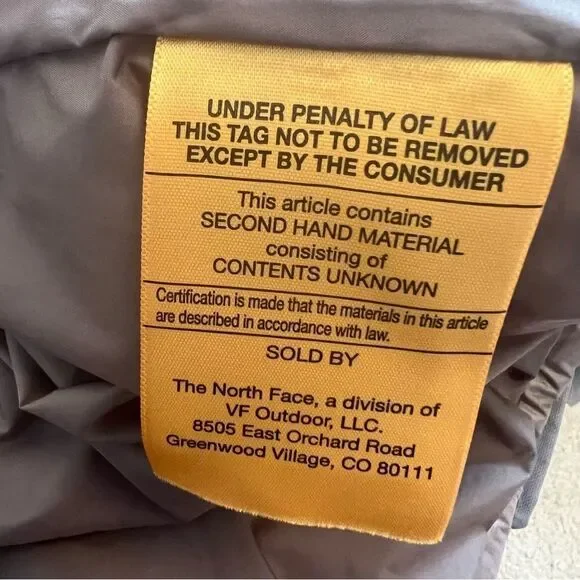 UNDER PENALTY OF LAW
THIS TAG NOT TO BE REMOVED
EXCEPT BY THE CONSUMER
This article contains
SECOND HAND MATERIAL
consisting of
CONTENTS UNKNOWN
Certification is made that the materials in this article
are described in accordance with law.
SOLD BY
The North Face, a division of
VF Outdoor, LLC.
8505 East Orchard Road
Greenwood Village, CO 80111